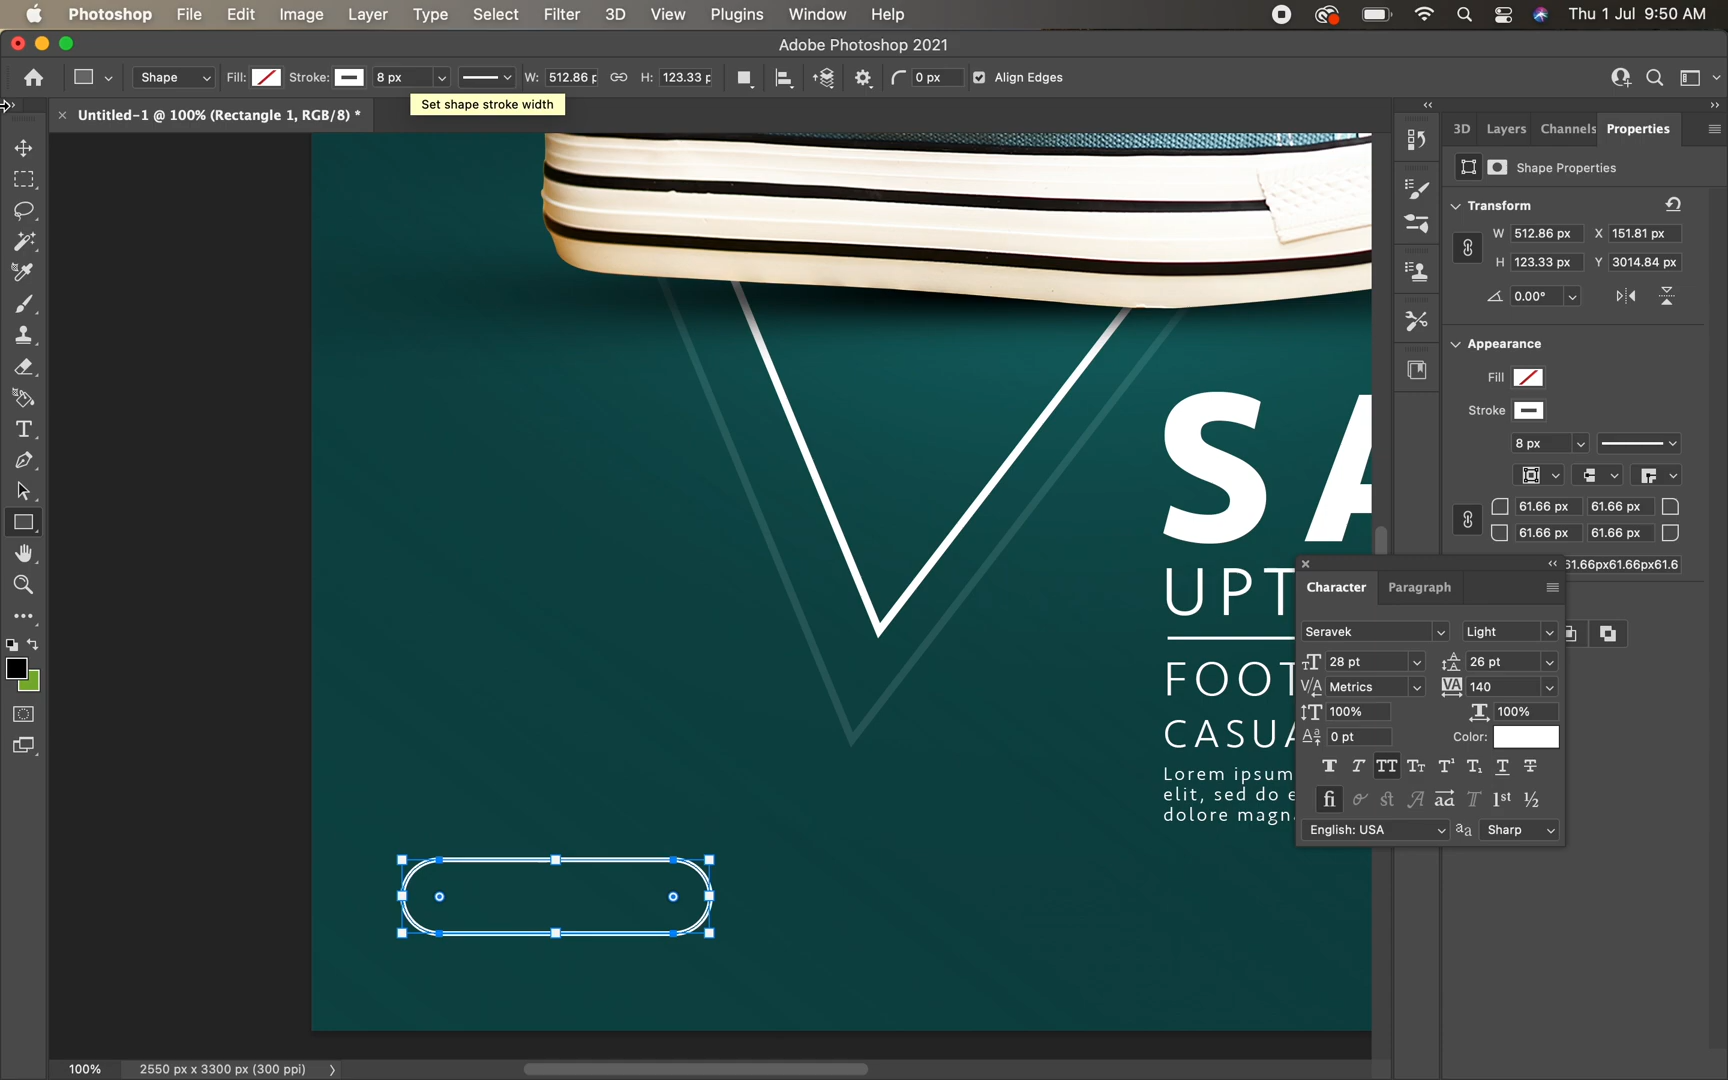 Photoshop File Edit Image Layer Type Select Filter 3D View Plugins Window Help Thu 1 Jul 9:50 AM
Adobe Photoshop 2021
Shape Fill: Stroke: 8 px W: 512.86 p H: 123.33 p 0 px Align Edges
Set shape stroke width
Untitled-1 @ 100% (Rectangle 1, RGB/8) *
3D Layers Channels Properties
Shape Properties
Transform
W 512.86 px X 151.81 px
H 123.33 px Y 3014.84 px
0.00°
Appearance
Fill
Stroke
8 px
61.66 px 61.66 px
61.66 px 61.66 px
61.66px61.66px61.6
SA
UPT
FOOT
CASUA
Lorem ipsum
elit, sed do e
dolore magn
Character Paragraph
Seravek Light
28 pt 26 pt
Metrics 140
100% 100%
0 pt Color:
English: USA Sharp
100% 2550 px x 3300 px (300 ppi)